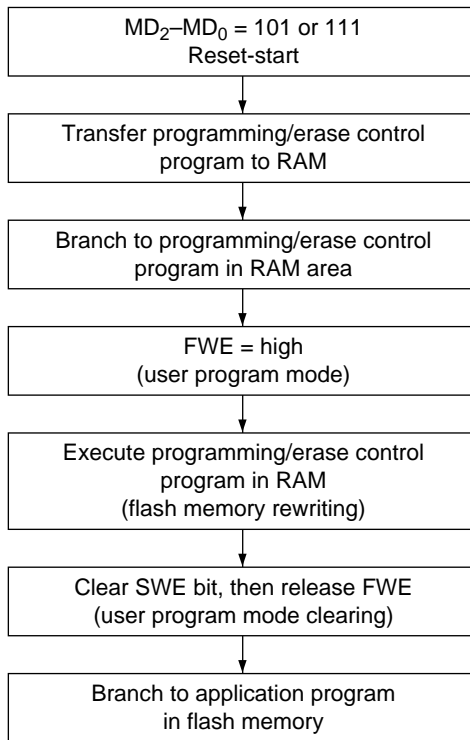 MD₂–MD₀ = 101 or 111
Reset-start
Transfer programming/erase control
program to RAM
Branch to programming/erase control
program in RAM area
FWE = high
(user program mode)
Execute programming/erase control
program in RAM
(flash memory rewriting)
Clear SWE bit, then release FWE
(user program mode clearing)
Branch to application program
in flash memory